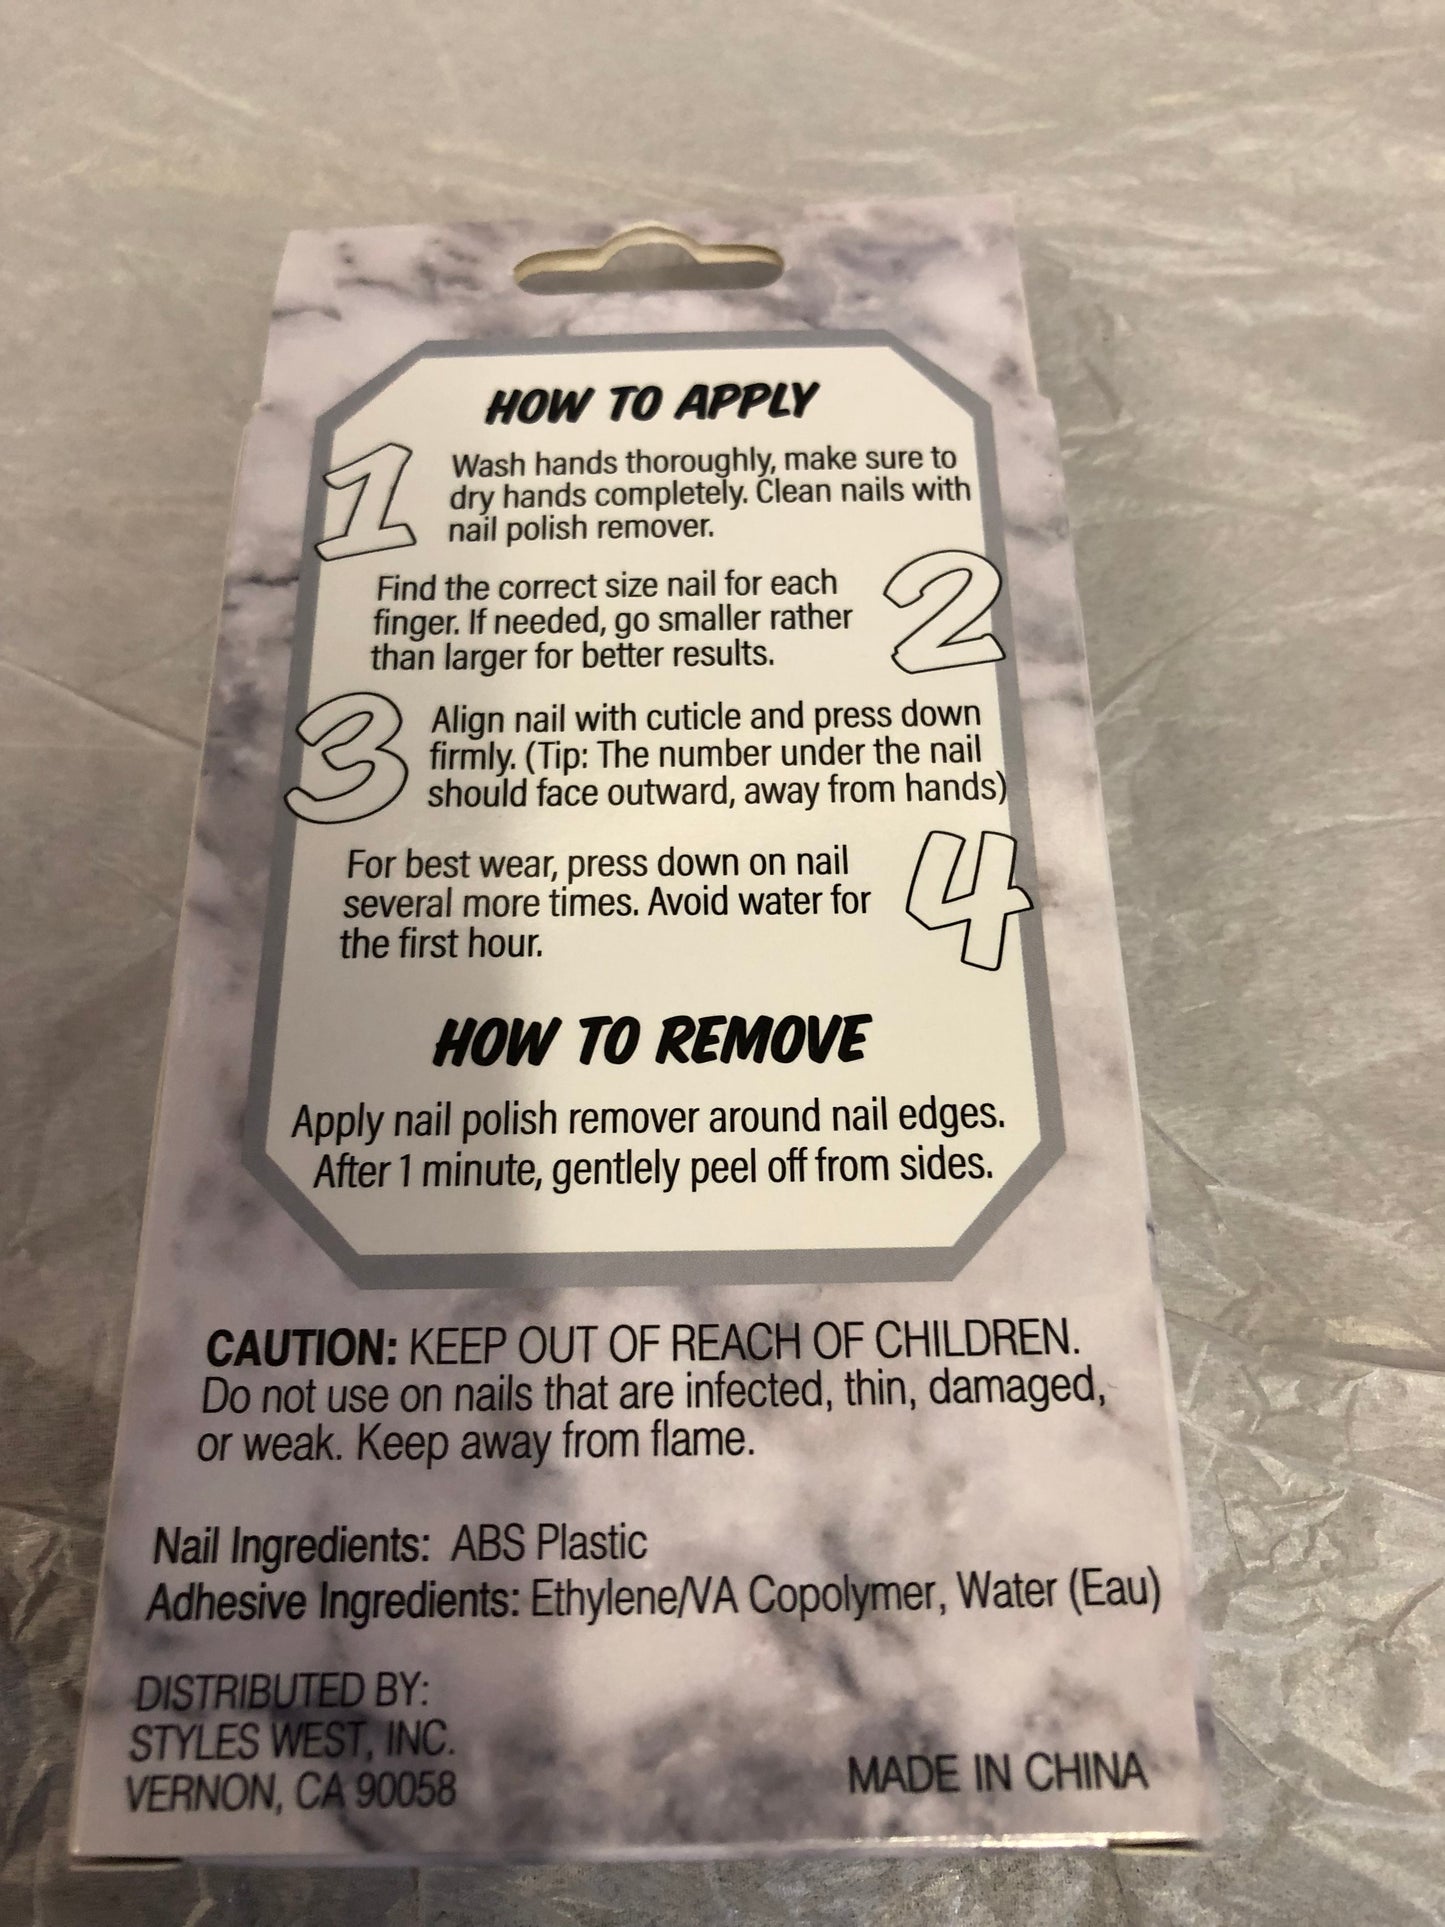 HOW TO APPLY
1
Wash hands thoroughly, make sure to
dry hands completely. Clean nails with
nail polish remover.
2
Find the correct size nail for each
finger. If needed, go smaller rather
than larger for better results.
3
Align nail with cuticle and press down
firmly. (Tip: The number under the nail
should face outward, away from hands)
4
For best wear, press down on nail
several more times. Avoid water for
the first hour.
HOW TO REMOVE
Apply nail polish remover around nail edges.
After 1 minute, gentlely peel off from sides.
CAUTION: KEEP OUT OF REACH OF CHILDREN.
Do not use on nails that are infected, thin, damaged,
or weak. Keep away from flame.
Nail Ingredients: ABS Plastic
Adhesive Ingredients: Ethylene/VA Copolymer, Water (Eau)
DISTRIBUTED BY:
STYLES WEST, INC.
VERNON, CA 90058
MADE IN CHINA